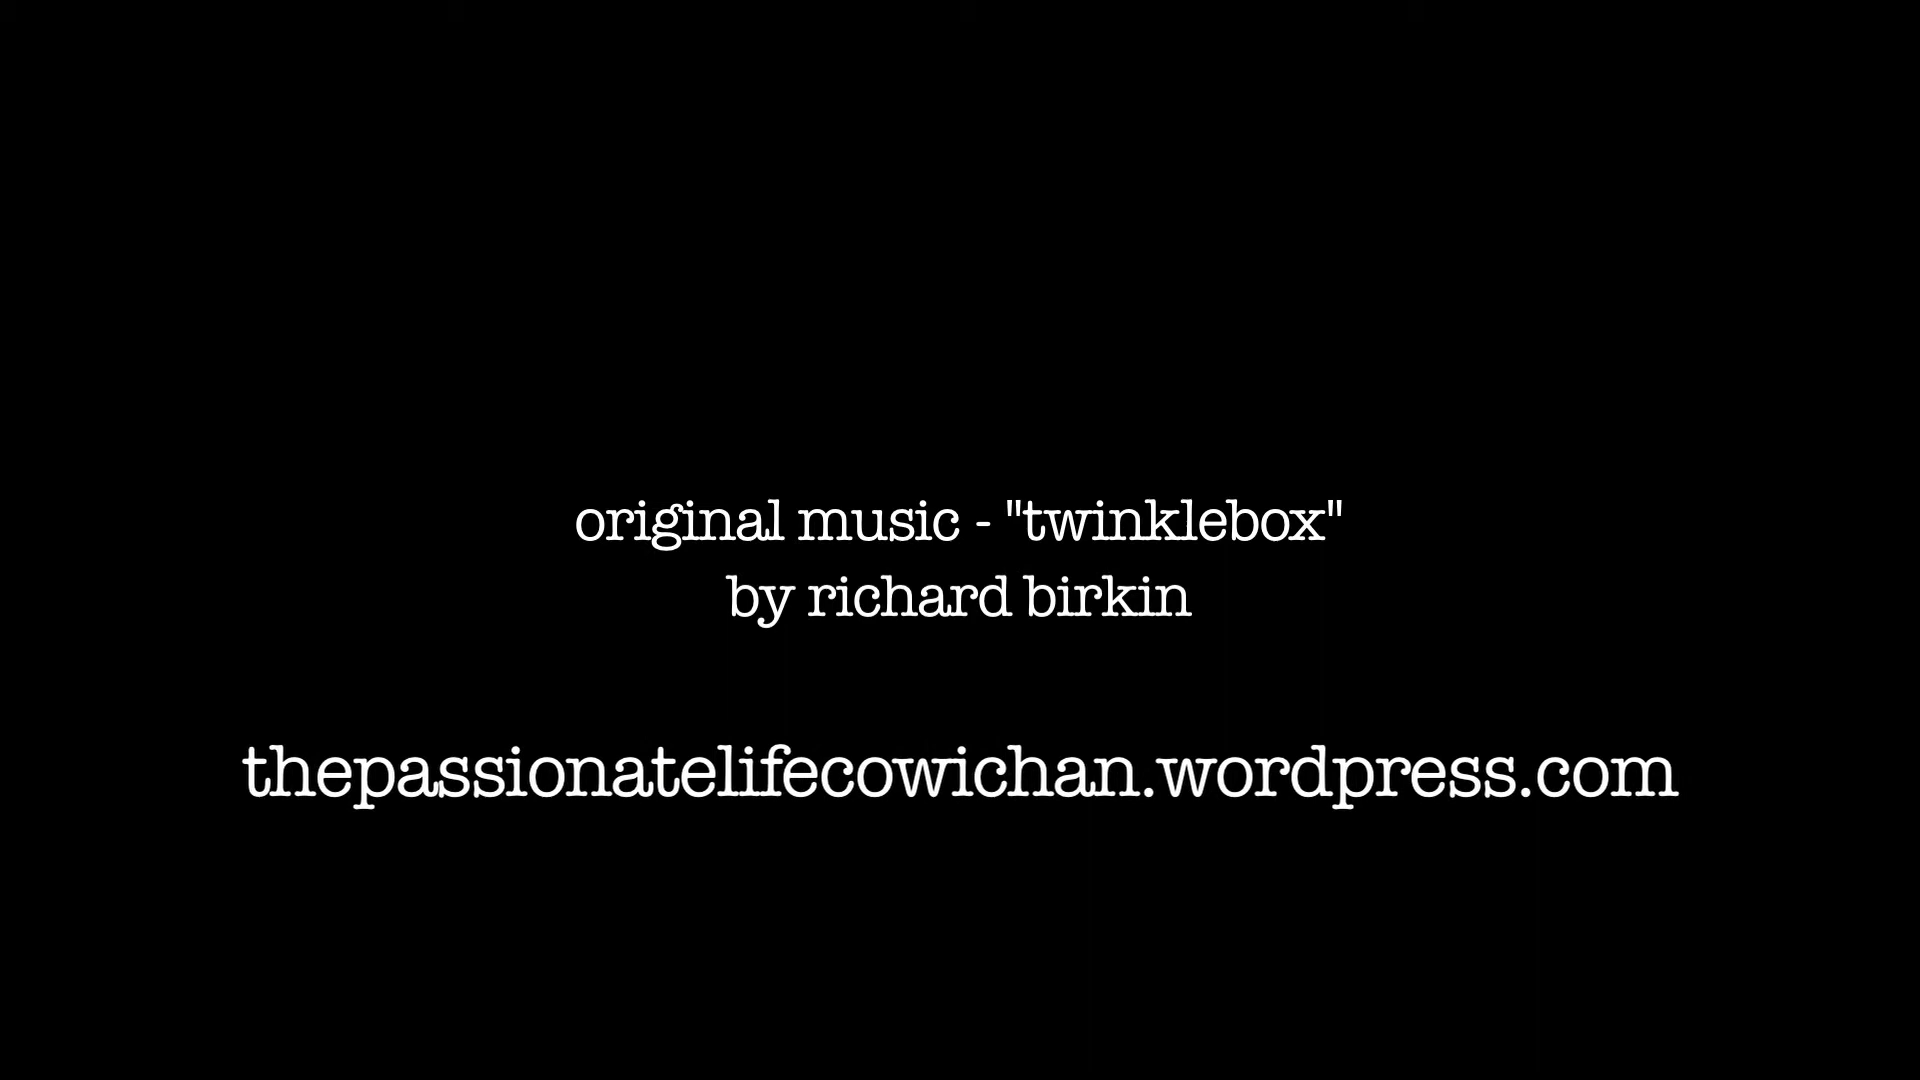 original music - "twinklebox"
by richard birkin
thepassionatelifecowichan.wordpress.com